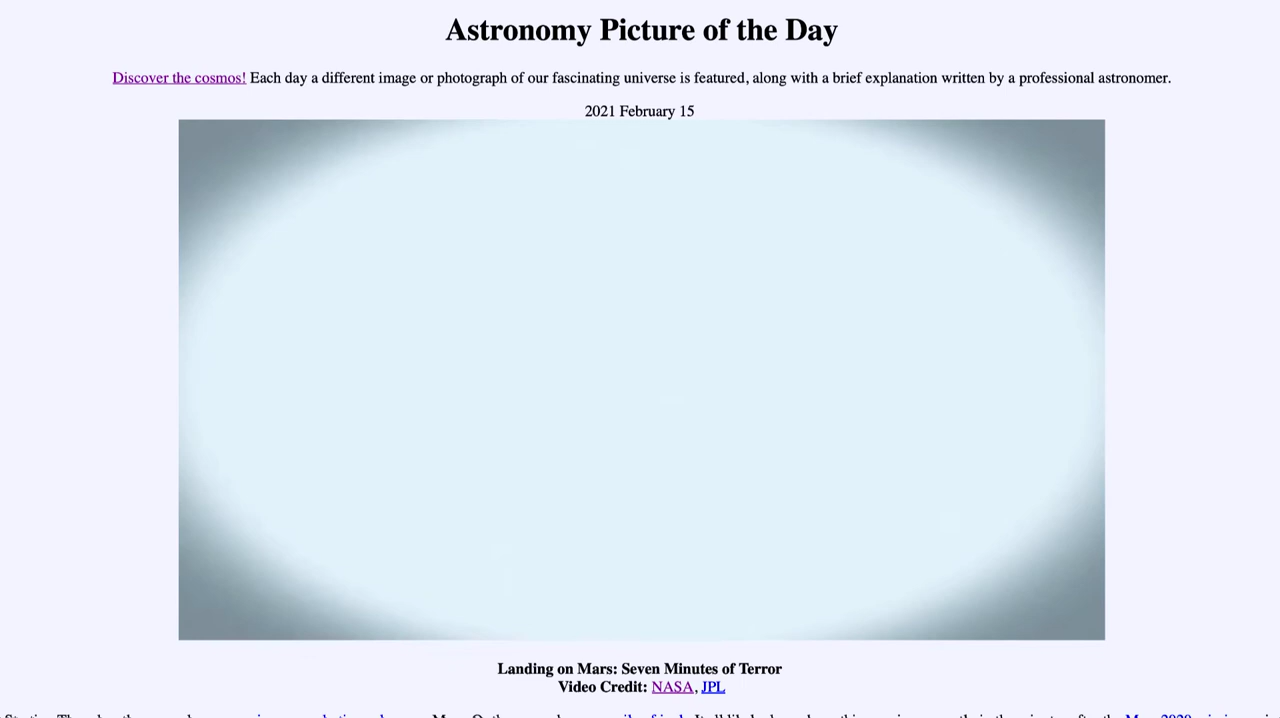 Astronomy Picture of the Day
Discover the cosmos! Each day a different image or photograph of our fascinating universe is featured, along with a brief explanation written by a professional astronomer.
2021 February 15
Landing on Mars: Seven Minutes of Terror
Video Credit: NASA, JPL